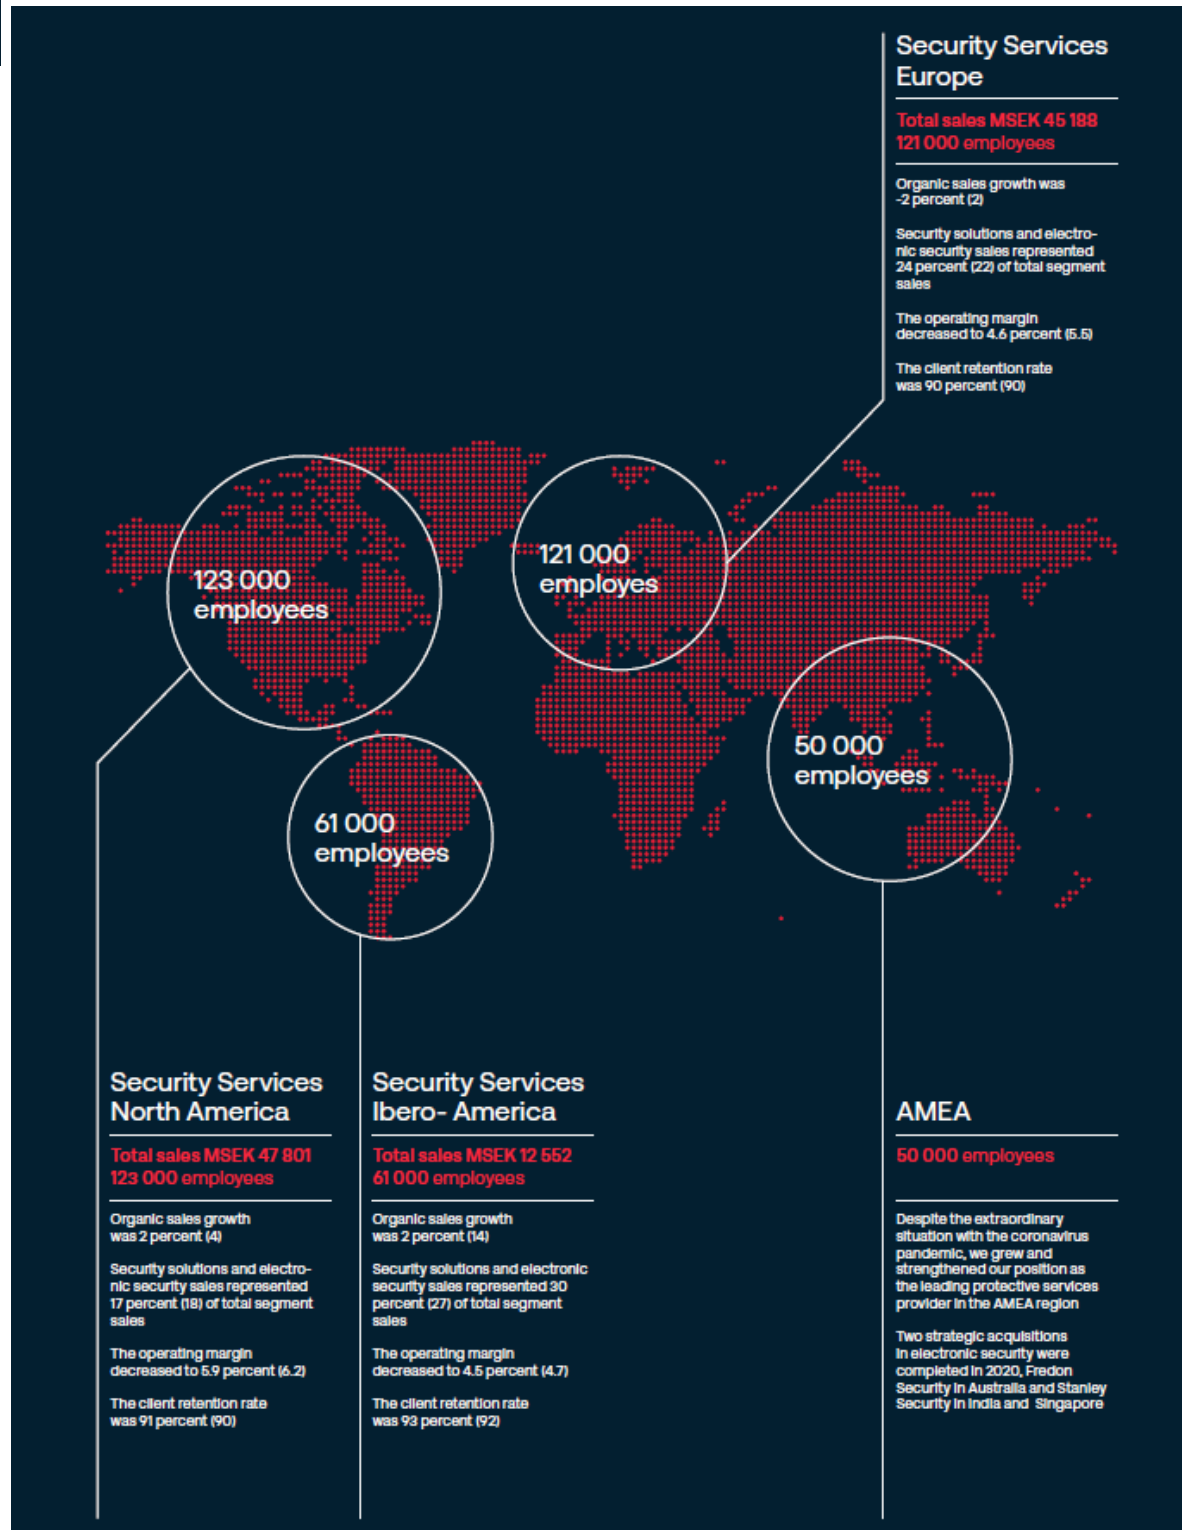 Security Services
Europe
Total sales MSEK 45 188
121 000 employees
Organic sales growth was
-2 percent (2)
Security solutions and electro-
nic security sales represented
24 percent (22) of total segment
sales
The operating margin
decreased to 4.6 percent (5.5)
The client retention rate
was 90 percent (90)
123 000
employees
121 000
employes
61 000
employees
50 000
employees
Security Services
North America
Total sales MSEK 47 801
123 000 employees
Organic sales growth
was 2 percent (4)
Security solutions and electro-
nic security sales represented
17 percent (18) of total segment
sales
The operating margin
decreased to 5.9 percent (6.2)
The client retention rate
was 91 percent (90)
Security Services
Ibero- America
Total sales MSEK 12 552
61 000 employees
Organic sales growth
was 2 percent (14)
Security solutions and electronic
security sales represented 30
percent (27) of total segment
sales
The operating margin
decreased to 4.5 percent (4.7)
The client retention rate
was 93 percent (92)
AMEA
50 000 employees
Despite the extraordinary
situation with the coronavirus
pandemic, we grew and
strengthened our position as
the leading protective services
provider in the AMEA region
Two strategic acquisitions
in electronic security were
completed in 2020, Fredon
Security in Australia and Stanley
Security in India and Singapore